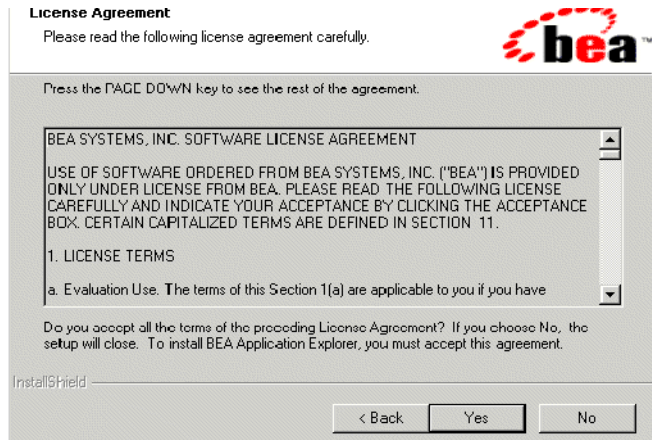 License Agreement
Please read the following license agreement carefully.
bea™
Press the PAGE DOWN key to see the rest of the agreement.
BEA SYSTEMS, INC. SOFTWARE LICENSE AGREEMENT
USE OF SOFTWARE ORDERED FROM BEA SYSTEMS, INC. ("BEA") IS PROVIDED
ONLY UNDER LICENSE FROM BEA. PLEASE READ THE FOLLOWING LICENSE
CAREFULLY AND INDICATE YOUR ACCEPTANCE BY CLICKING THE ACCEPTANCE
BOX. CERTAIN CAPITALIZED TERMS ARE DEFINED IN SECTION 11.
1. LICENSE TERMS
a. Evaluation Use. The terms of this Section 1(a) are applicable to you if you have
Do you accept all the terms of the preceding License Agreement? If you choose No, the
setup will close. To install BEA Application Explorer, you must accept this agreement.
InstallShield
< Back Yes No